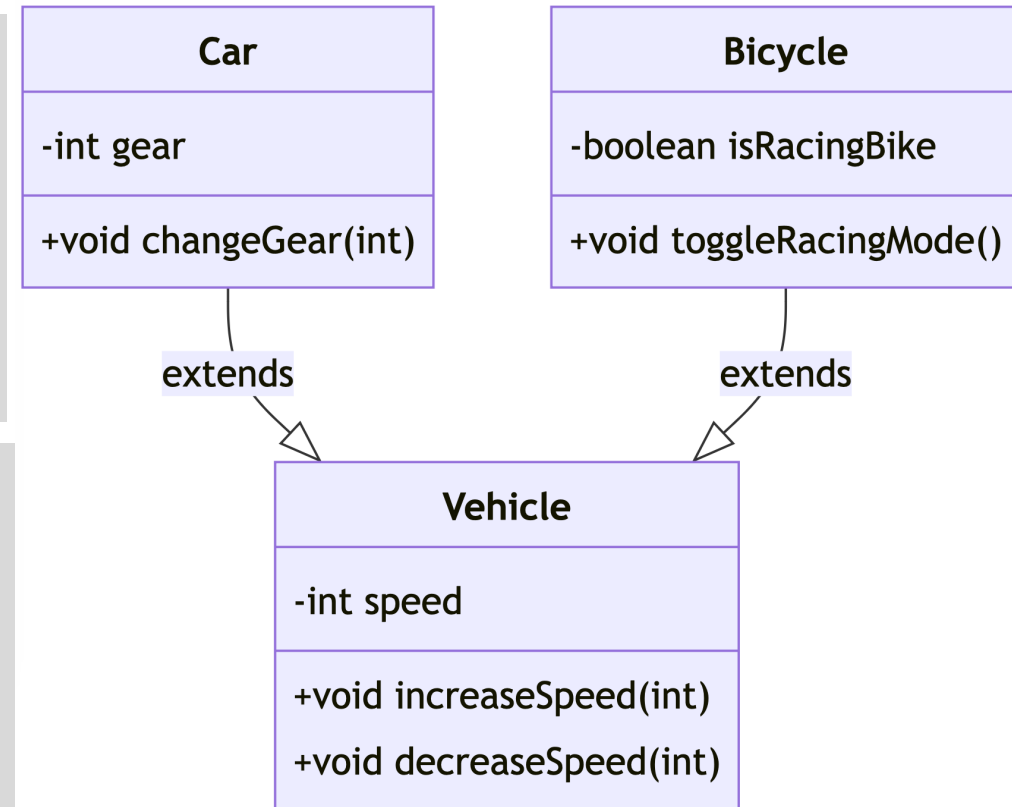 Car
-int gear
+void changeGear(int)
Bicycle
-boolean isRacingBike
+void toggleRacingMode()
extends
extends
Vehicle
-int speed
+void increaseSpeed(int)
+void decreaseSpeed(int)